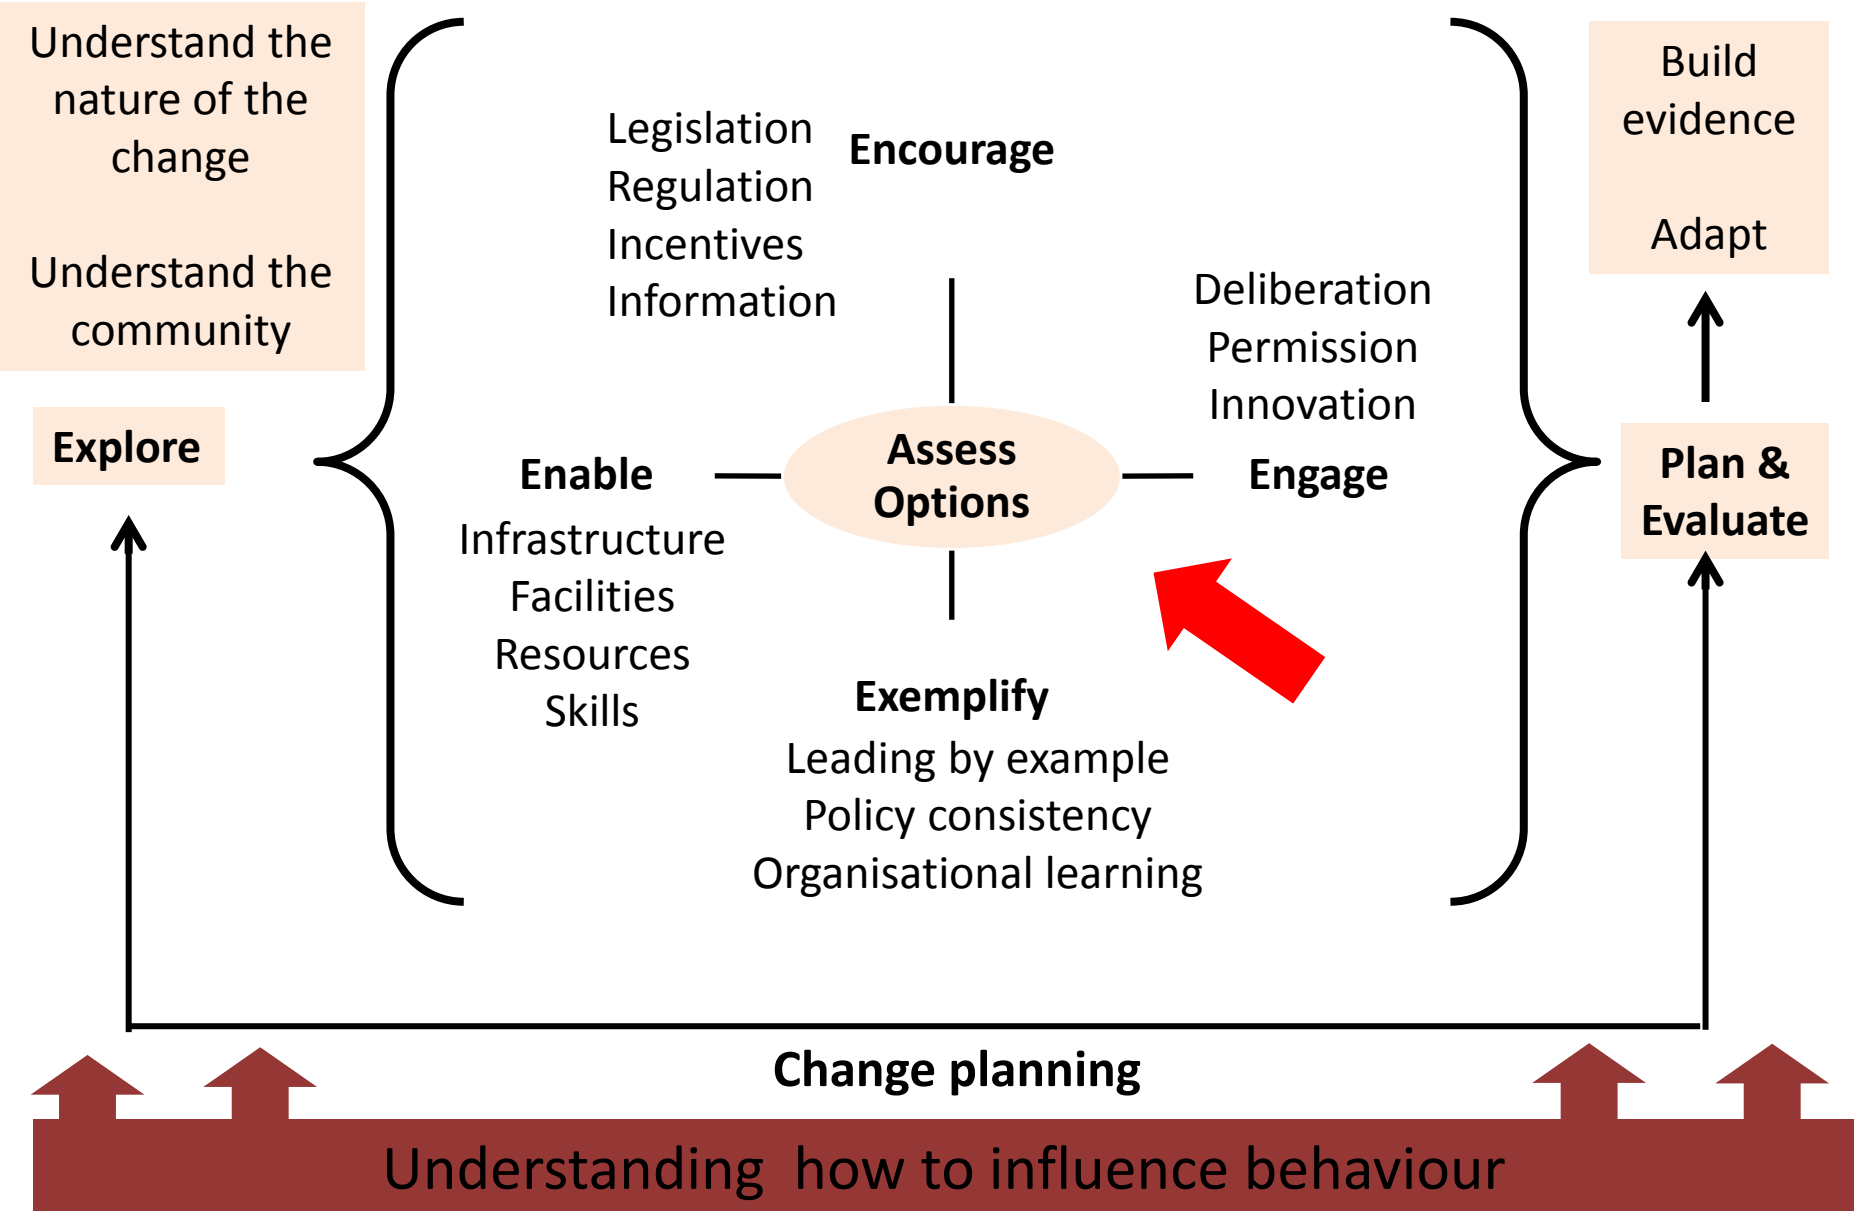 Understand the
nature of the
change
Understand the
community
Explore
Legislation
Regulation
Incentives
Information
Encourage
Enable
Infrastructure
Facilities
Resources
Skills
Assess
Options
Deliberation
Permission
Innovation
Engage
Exemplify
Leading by example
Policy consistency
Organisational learning
Build
evidence
Adapt
Plan &
Evaluate
Change planning
Understanding how to influence behaviour